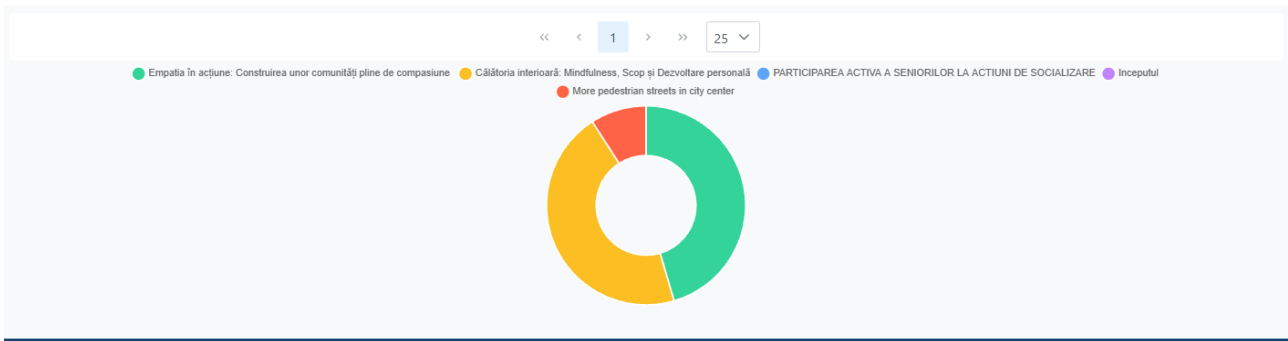 « ‹ 1 › » 25
Empatia în acțiune: Construirea unor comunități pline de compasiune Călătoria interioară: Mindfulness, Scop și Dezvoltare personală PARTICIPAREA ACTIVA A SENIORILOR LA ACTIUNI DE SOCIALIZARE Inceputul
More pedestrian streets in city center